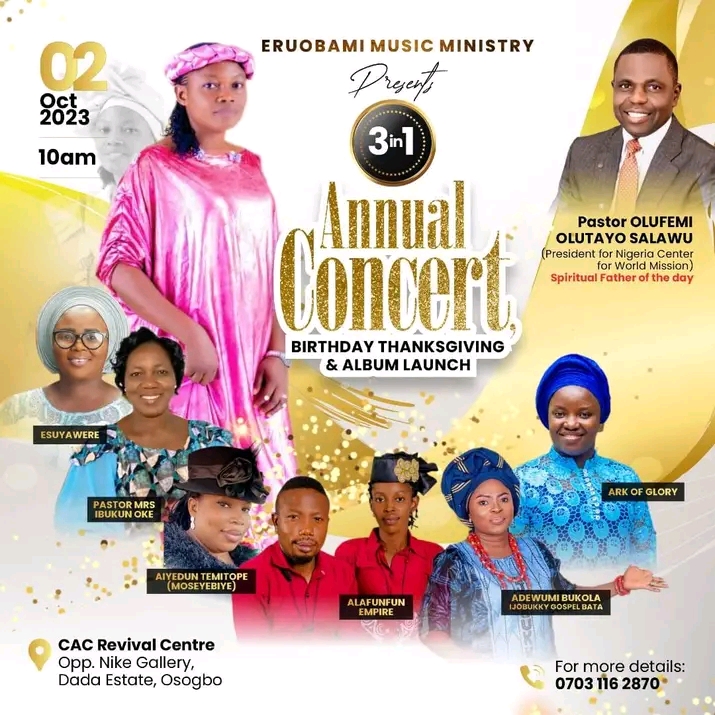 ERUOBAMI MUSIC MINISTRY
Presents
3in1
Annual
Concert,
BIRTHDAY THANKSGIVING
& ALBUM LAUNCH
02
Oct
2023
10am
Pastor OLUFEMI
OLUTAYO SALAWU
(President for Nigeria Center
for World Mission)
Spiritual Father of the day
ESUYAWERE
PASTOR MRS
IBUKUN OKE
AIYEDUN TEMITOPE
(MOSEYEBIYE)
ALAFUNFUN
EMPIRE
ADEWUMI BUKOLA
IJOBUKKY GOSPEL BATA
ARK OF GLORY
CAC Revival Centre
Opp. Nike Gallery,
Dada Estate, Osogbo
For more details:
0703 116 2870